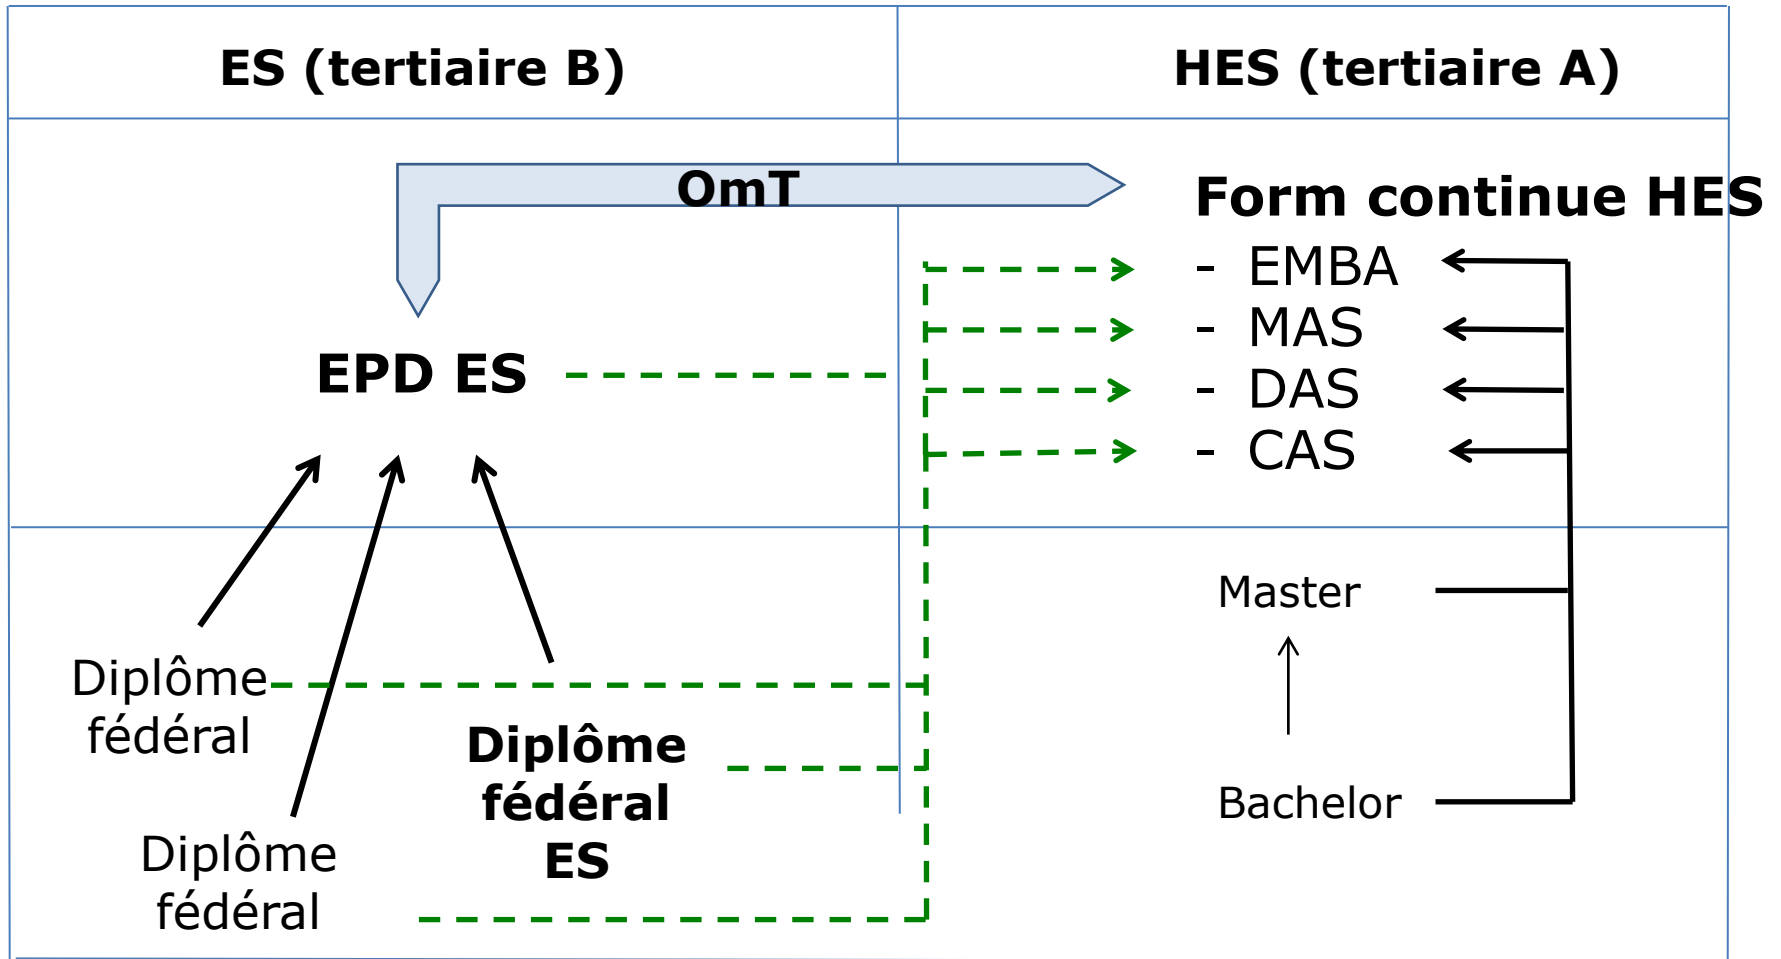 ES (tertiaire B)
HES (tertiaire A)
OmT
Form continue HES
- EMBA
- MAS
- DAS
- CAS
EPD ES
Master
Bachelor
Diplôme
fédéral
Diplôme
fédéral
ES
Diplôme
fédéral